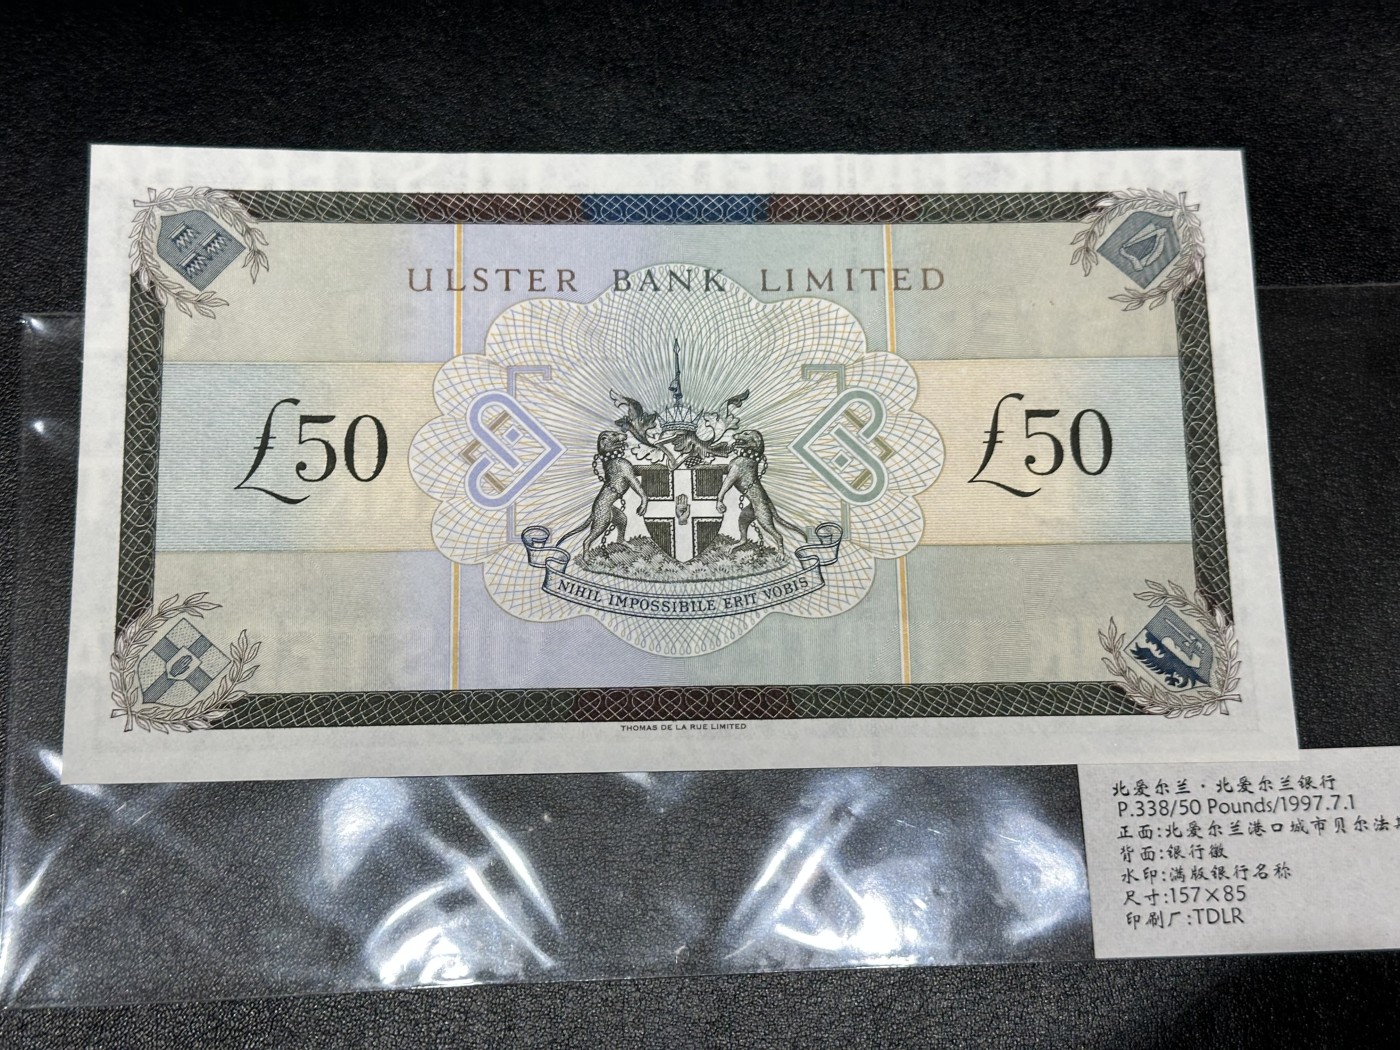 ULSTER BANK LIMITED
£50
£50
NIHIL IMPOSSIBILE ERIT VOBIS
THOMAS DE LA RUE LIMITED
北爱尔兰·北爱尔兰银行
P.338/50 Pounds/1997.7.1
正面:北爱尔兰港口城市贝尔法
背面:银行徽
水印:满版银行名称
尺寸:157×85
印刷厂:TDLR